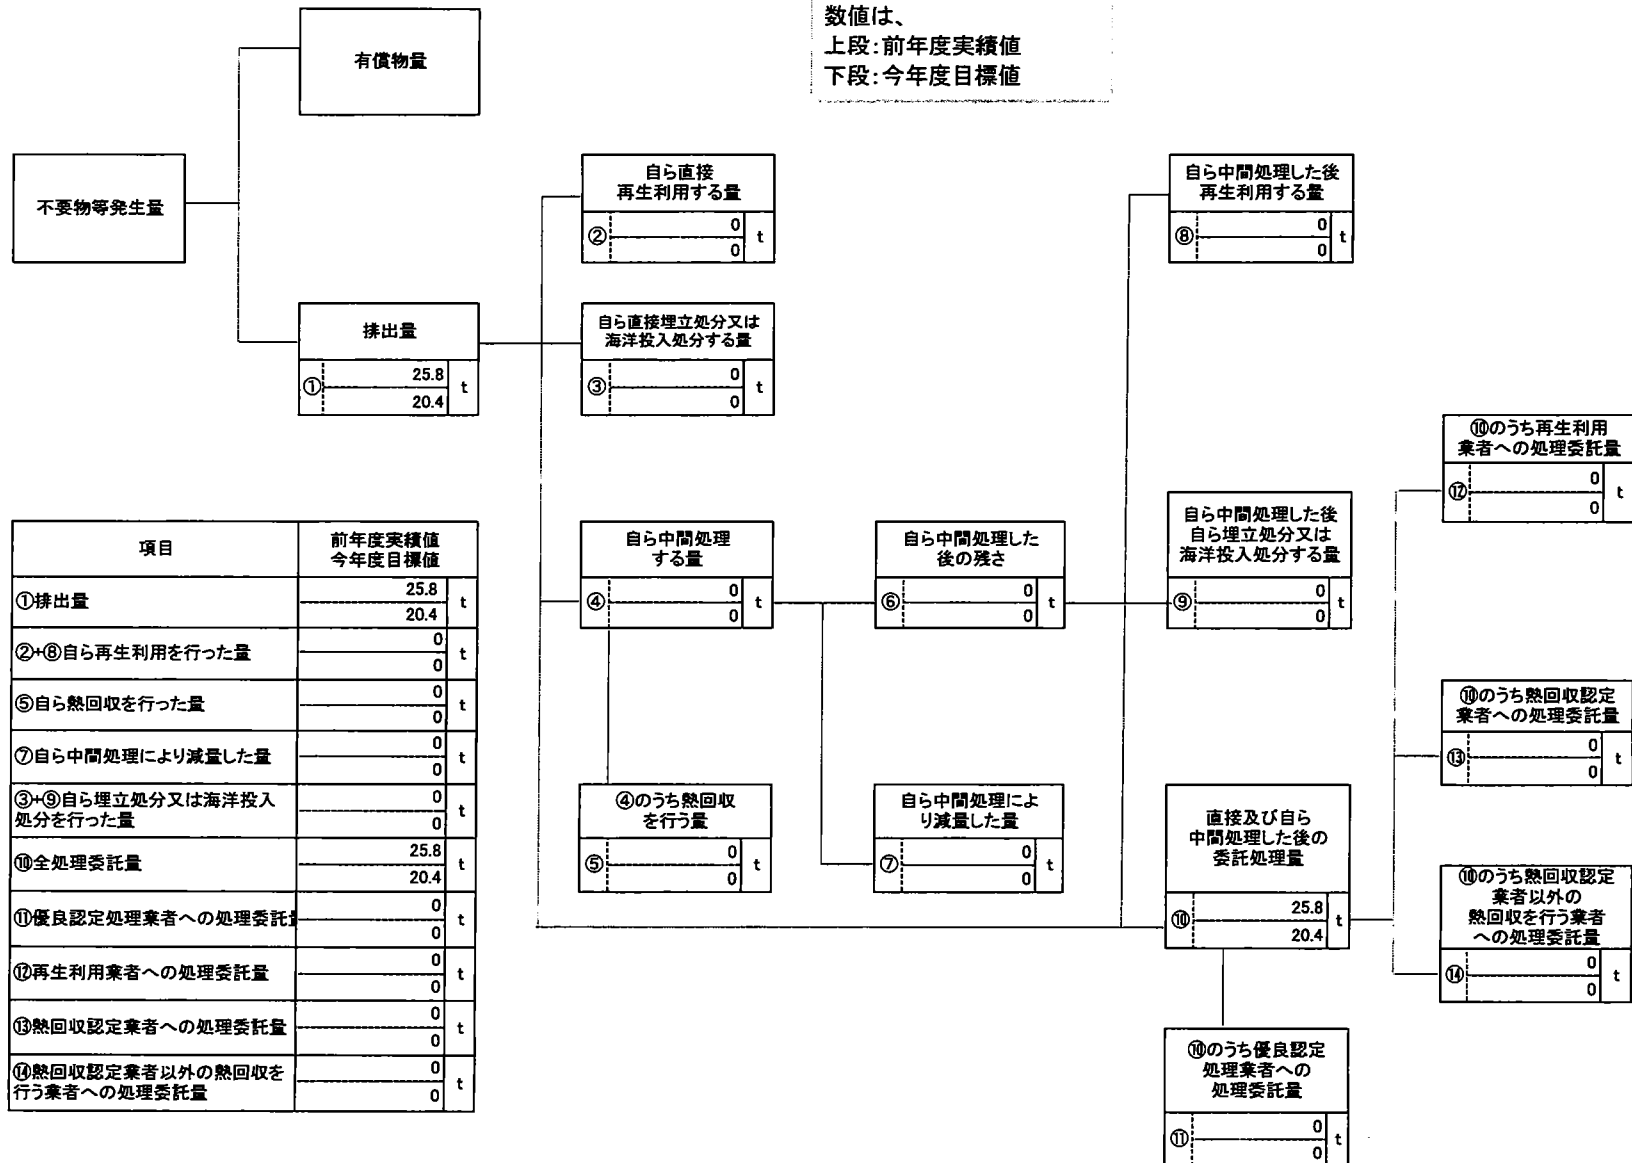 数値は、
上段:前年度実績値
下段:今年度目標値
有償物量
不要物等発生量
排出量
① 25.8 t
20.4
自ら直接
再生利用する量
② 0 t
0
自ら直接埋立処分又は
海洋投入処分する量
③ 0 t
0
自ら中間処理
する量
④ 0 t
0
④のうち熱回収
を行う量
⑤ 0 t
0
自ら中間処理した
後の残さ
⑥ 0 t
0
自ら中間処理によ
り減量した量
⑦ 0 t
0
自ら中間処理した後
再生利用する量
⑧ 0 t
0
自ら中間処理した後
自ら埋立処分又は
海洋投入処分する量
⑨ 0 t
0
直接及び自ら
中間処理した後の
委託処理量
⑩ 25.8 t
20.4
⑩のうち優良認定
処理業者への
処理委託量
⑪ 0 t
0
⑩のうち再生利用
業者への処理委託量
⑫ 0 t
0
⑩のうち熱回収認定
業者への処理委託量
⑬ 0 t
0
⑩のうち熱回収認定
業者以外の
熱回収を行う業者
への処理委託量
⑭ 0 t
0
項目 前年度実績値
今年度目標値
①排出量 25.8 t
20.4
②+⑧自ら再生利用を行った量 0 t
0
⑤自ら熱回収を行った量 0 t
0
⑦自ら中間処理により減量した量 0 t
0
③+⑨自ら埋立処分又は海洋投入
処分を行った量 0 t
0
⑩全処理委託量 25.8 t
20.4
⑪優良認定処理業者への処理委託 0 t
0
⑫再生利用業者への処理委託量 0 t
0
⑬熱回収認定業者への処理委託量 0 t
0
⑭熱回収認定業者以外の熱回収を
行う業者への処理委託量 0 t
0